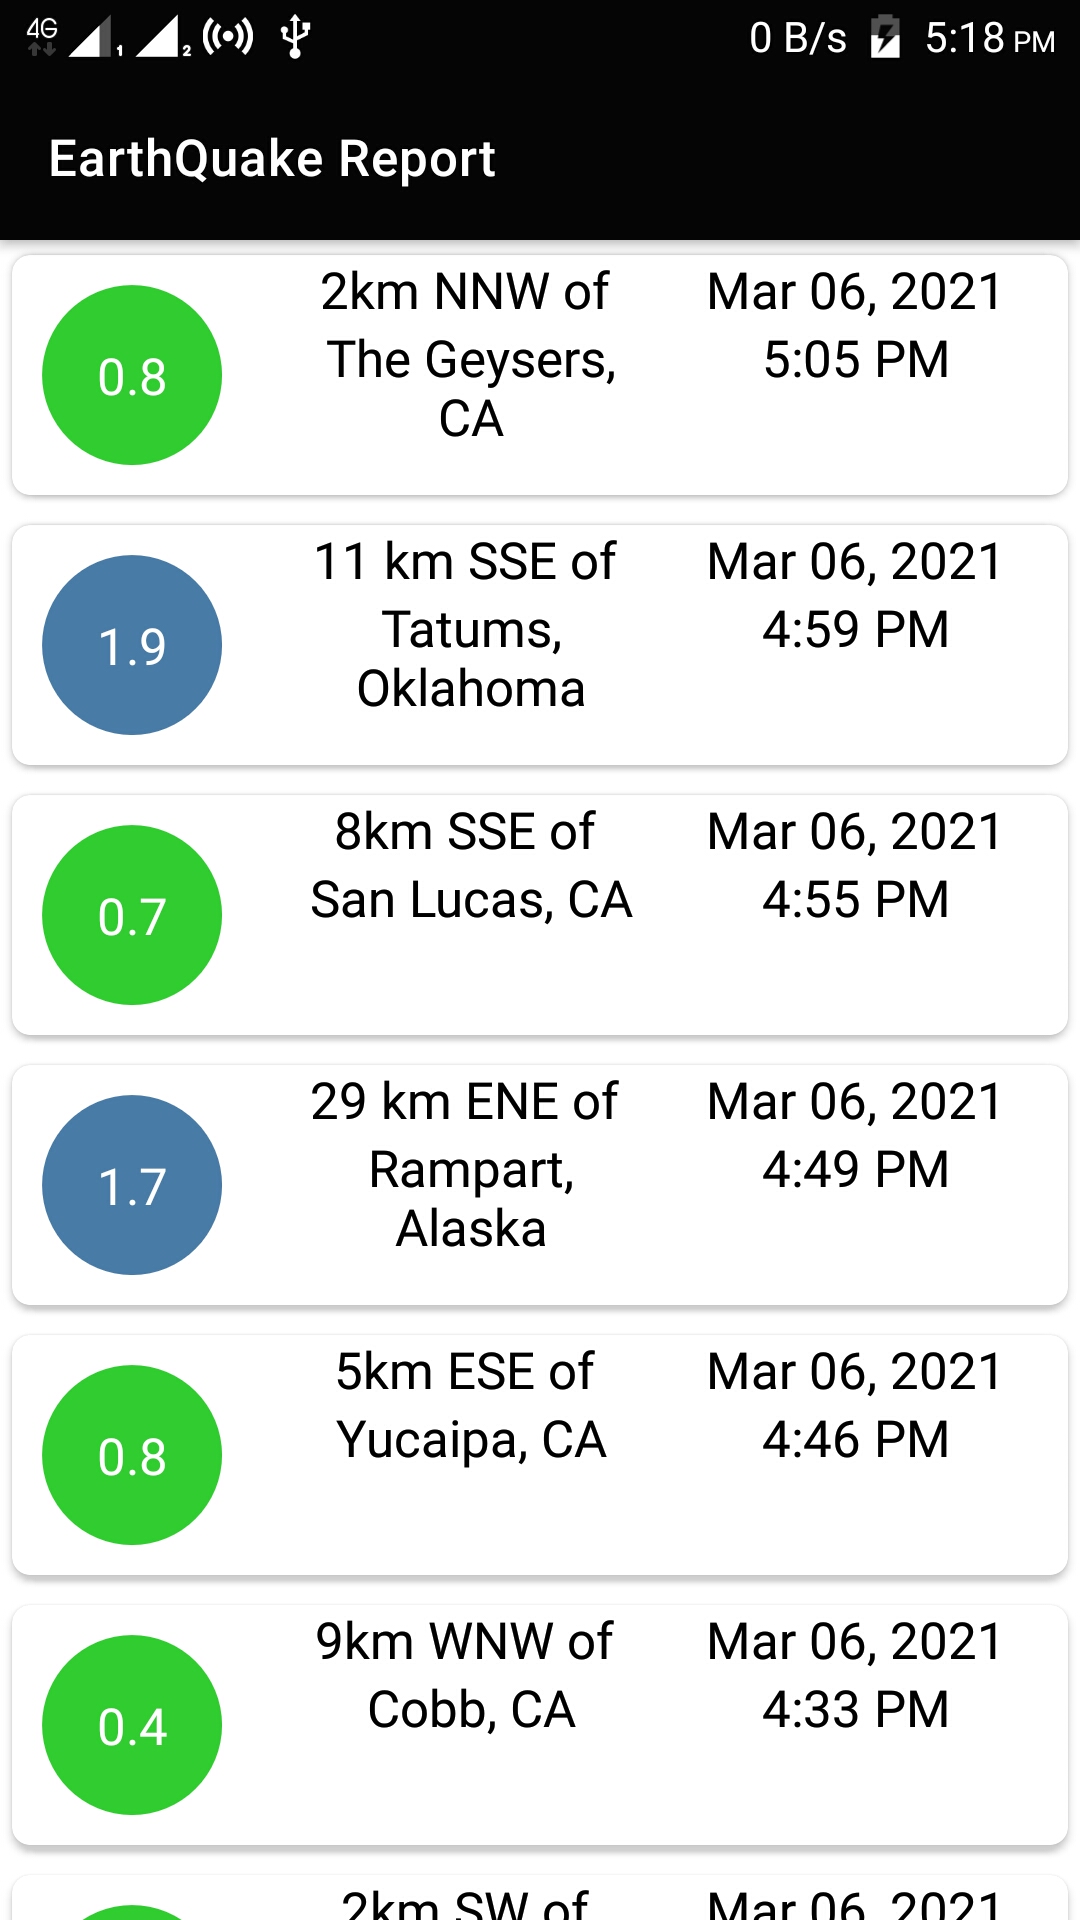 4G 1 2 0 B/s 5:18 PM
EarthQuake Report
0.8
2km NNW of
The Geysers,
CA
Mar 06, 2021
5:05 PM
1.9
11 km SSE of
Tatums,
Oklahoma
Mar 06, 2021
4:59 PM
0.7
8km SSE of
San Lucas, CA
Mar 06, 2021
4:55 PM
1.7
29 km ENE of
Rampart,
Alaska
Mar 06, 2021
4:49 PM
0.8
5km ESE of
Yucaipa, CA
Mar 06, 2021
4:46 PM
0.4
9km WNW of
Cobb, CA
Mar 06, 2021
4:33 PM
2km SW of
Mar 06, 2021